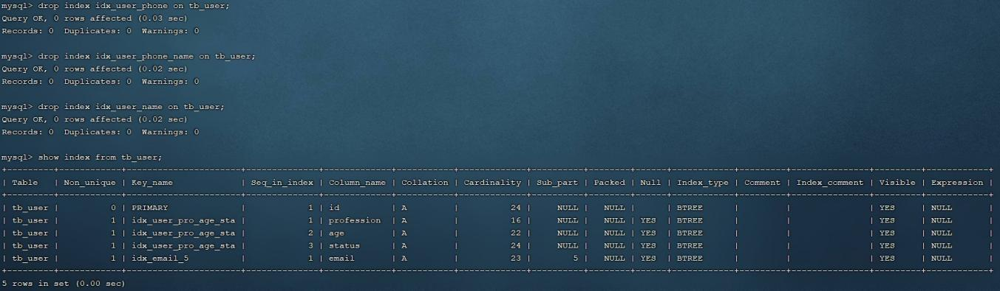 mysql> drop index idx_user_phone on tb_user;
Query OK, 0 rows affected (0.03 sec)
Records: 0  Duplicates: 0  Warnings: 0
mysql> drop index idx_user_phone_name on tb_user;
Query OK, 0 rows affected (0.02 sec)
Records: 0  Duplicates: 0  Warnings: 0
mysql> drop index idx_user_name on tb_user;
Query OK, 0 rows affected (0.02 sec)
Records: 0  Duplicates: 0  Warnings: 0
mysql> show index from tb_user;
| Table | Non_unique | Key_name | Seq_in_index | Column_name | Collation | Cardinality | Sub_part | Packed | Null | Index_type | Comment | Index_comment | Visible | Expression |
| tb_user | 0 | PRIMARY | 1 | id | A | 24 | NULL | NULL | | BTREE | | | YES | NULL |
| tb_user | 1 | idx_user_pro_age_sta | 1 | profession | A | 16 | NULL | NULL | YES | BTREE | | | YES | NULL |
| tb_user | 1 | idx_user_pro_age_sta | 2 | age | A | 22 | NULL | NULL | YES | BTREE | | | YES | NULL |
| tb_user | 1 | idx_user_pro_age_sta | 3 | status | A | 24 | NULL | NULL | YES | BTREE | | | YES | NULL |
| tb_user | 1 | idx_email_5 | 1 | email | A | 23 | 5 | NULL | YES | BTREE | | | YES | NULL |
5 rows in set (0.00 sec)